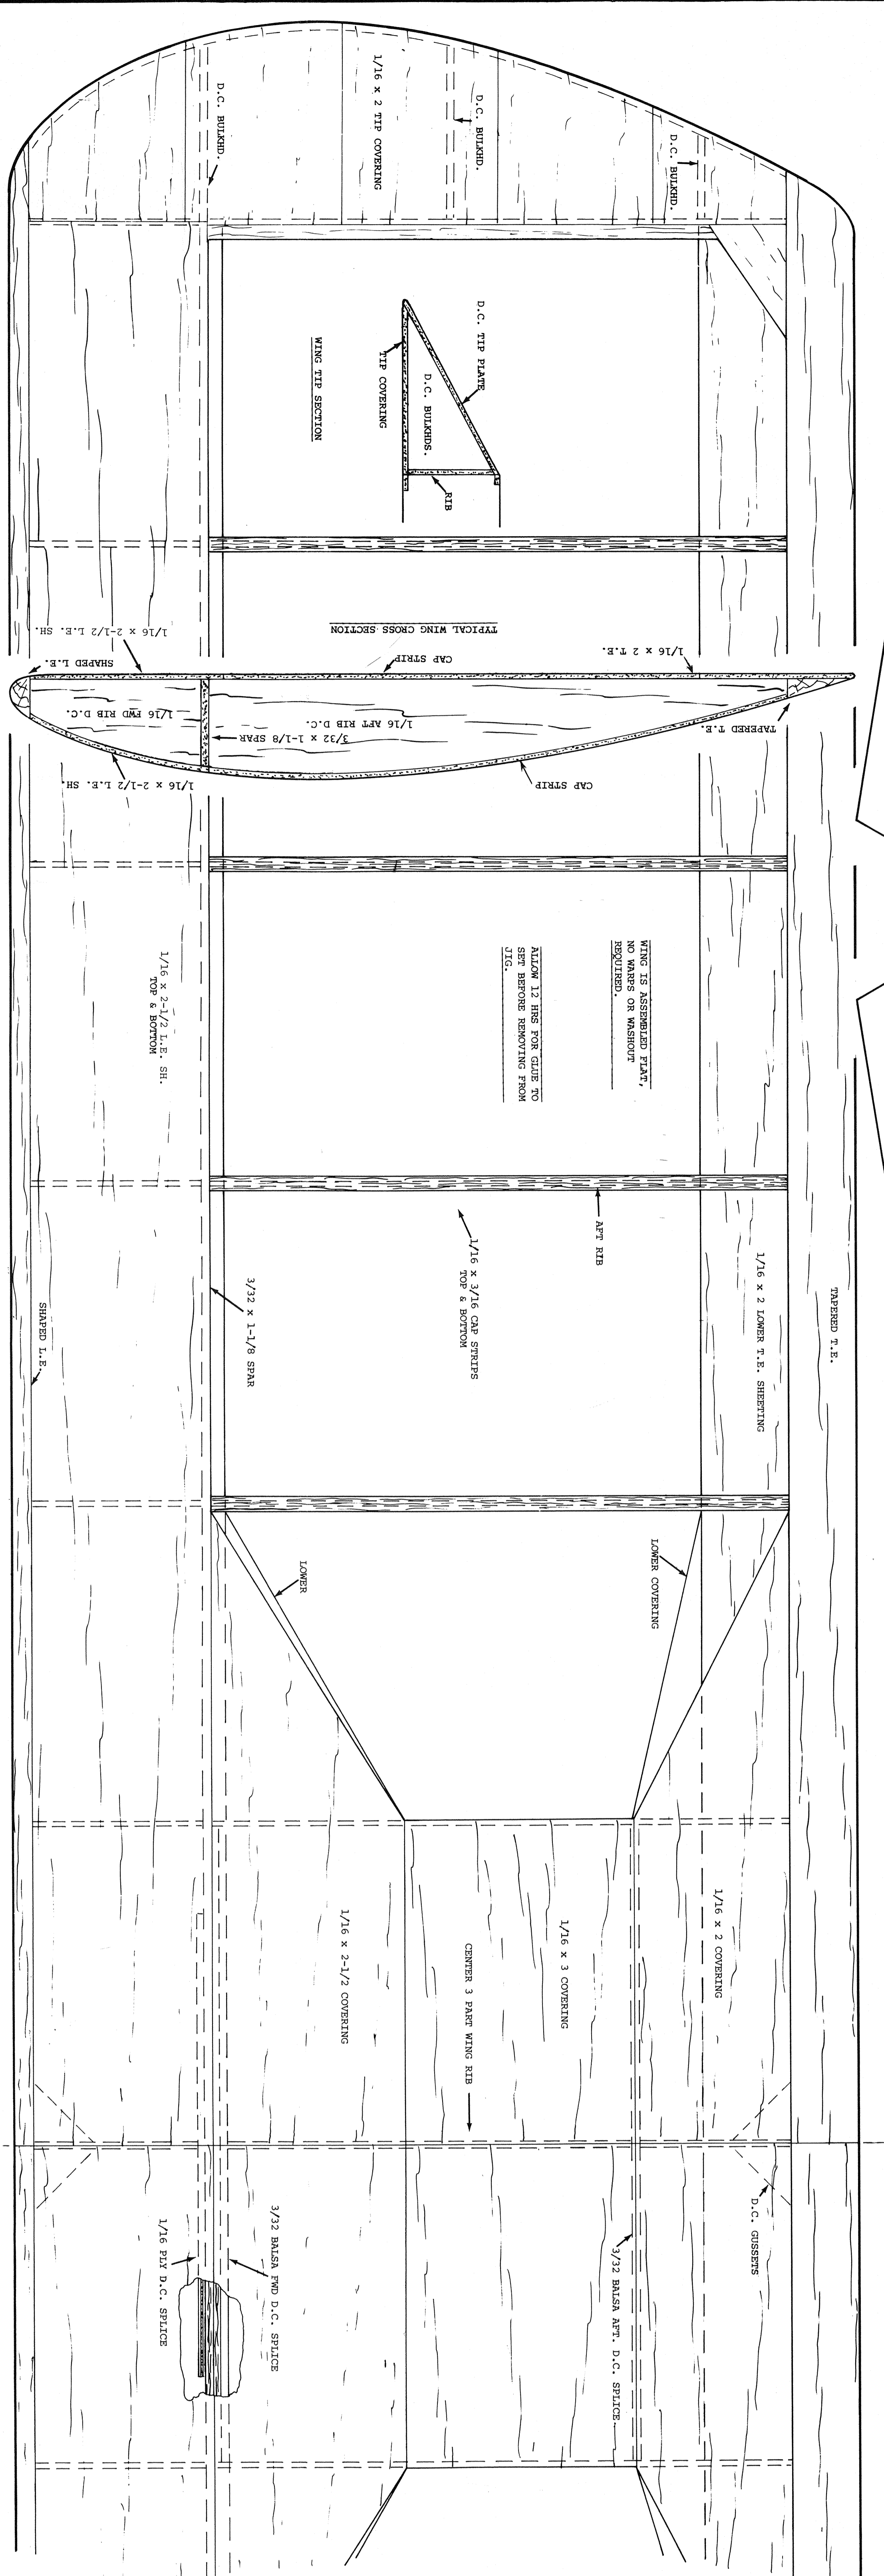 D.C. BULKHD.
1/16 x 2 TIP COVERING
D.C. BULKHD.
D.C. BULKHD.
D.C. TIP PLATE
D.C. BULKHDS.
TIP COVERING
RIB
WING TIP SECTION
TYPICAL WING CROSS SECTION
1/16 x 2-1/2 L.E. SH.
SHAPED L.E.
CAP STRIP
1/16 x 2 T.E.
1/16 FWD RIB D.C.
1/16 AFT RIB D.C.
3/32 x 1-1/8 SPAR
TAPERED T.E.
1/16 x 2-1/2 L.E. SH.
CAP STRIP
WING IS ASSEMBLED FLAT,
NO WARPS OR WASHOUT
REQUIRED.
ALLOW 12 HRS FOR GLUE TO
SET BEFORE REMOVING FROM
JIG.
1/16 x 2-1/2 L.E. SH.
TOP & BOTTOM
AFT RIB
1/16 x 3/16 CAP STRIPS
TOP & BOTTOM
TAPERED T.E.
1/16 x 2 LOWER T.E. SHEETING
3/32 x 1-1/8 SPAR
SHAPED L.E.
LOWER COVERING
LOWER
1/16 x 2 COVERING
1/16 x 3 COVERING
CENTER 3 PART WING RIB
1/16 x 2-1/2 COVERING
D.C. GUSSETS
3/32 BALSA AFT. D.C. SPLICE
3/32 BALSA FWD D.C. SPLICE
1/16 PLY D.C. SPLICE